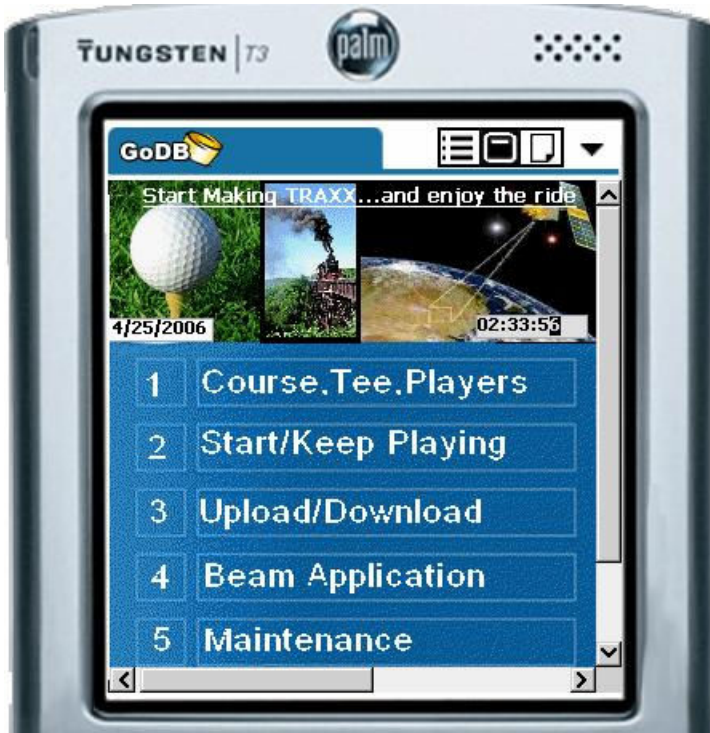 TUNGSTEN | T3
palm
GoDB
Start Making TRAXX...and enjoy the ride
4/25/2006
02:33:53
1 Course.Tee.Players
2 Start/Keep Playing
3 Upload/Download
4 Beam Application
5 Maintenance